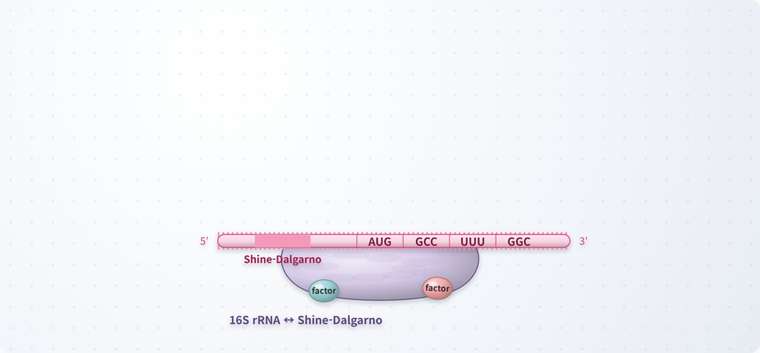 5' AUG GCC UUU GGC 3'
Shine-Dalgarno
factor factor
16S rRNA ↔ Shine-Dalgarno